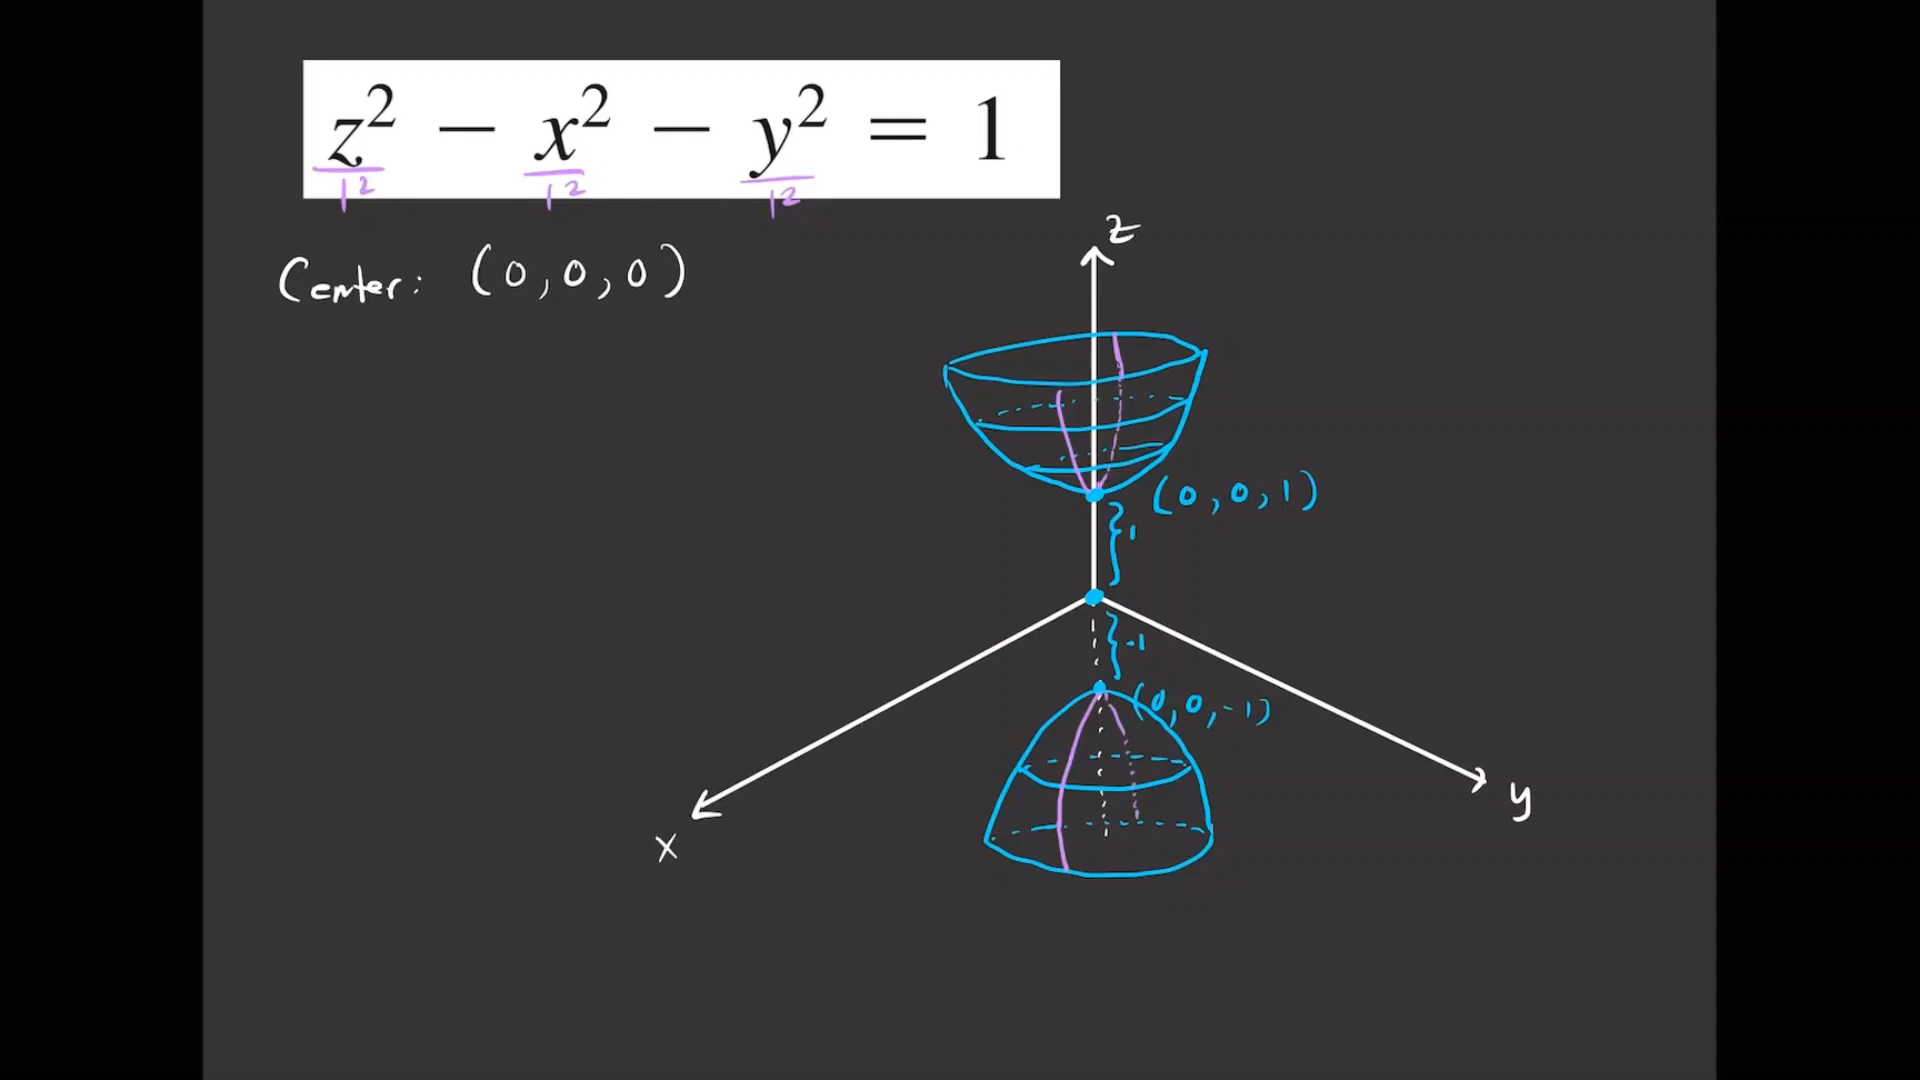 z² − x² − y² = 1
1² 1² 1²
Center: (0,0,0)
z
(0,0,1)
1
-1
(0,0,-1)
y
x